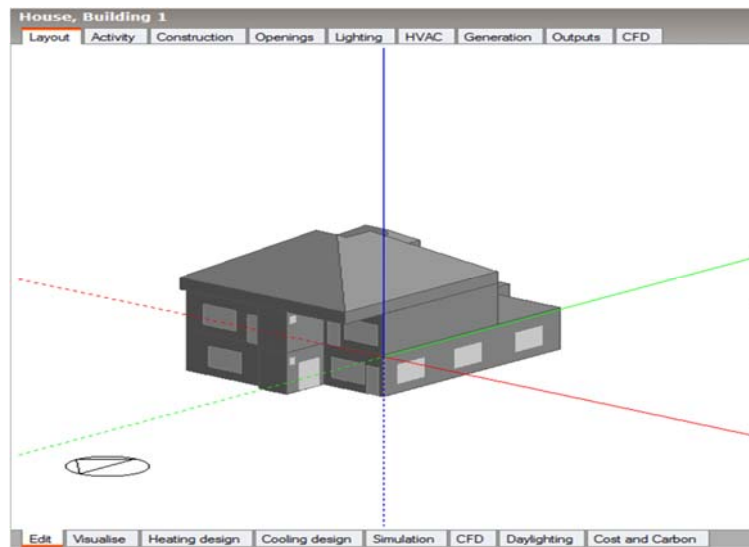 House, Building 1
Layout Activity Construction Openings Lighting HVAC Generation Outputs CFD
Edit Visualise Heating design Cooling design Simulation CFD Daylighting Cost and Carbon